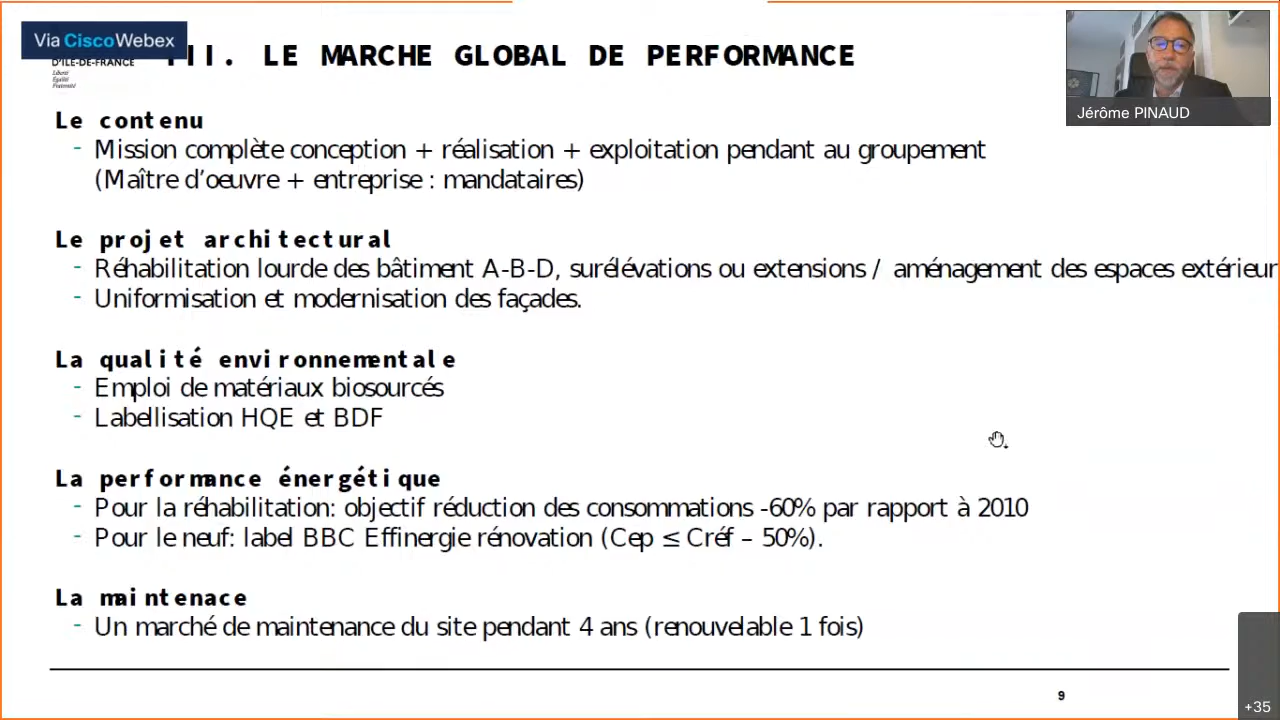 Via CiscoWebex
D'ILE-DE-FRANCE
Liberté
Égalité
Fraternité
III. LE MARCHE GLOBAL DE PERFORMANCE
Jérôme PINAUD
Le contenu
- Mission complète conception + réalisation + exploitation pendant au groupement
(Maître d'oeuvre + entreprise : mandataires)
Le projet architectural
- Réhabilitation lourde des bâtiment A-B-D, surélévations ou extensions / aménagement des espaces extérieur
- Uniformisation et modernisation des façades.
La qualité environnementale
- Emploi de matériaux biosourcés
- Labellisation HQE et BDF
La performance énergétique
- Pour la réhabilitation: objectif réduction des consommations -60% par rapport à 2010
- Pour le neuf: label BBC Effinergie rénovation (Cep ≤ Créf – 50%).
La maintenace
- Un marché de maintenance du site pendant 4 ans (renouvelable 1 fois)
9
+35